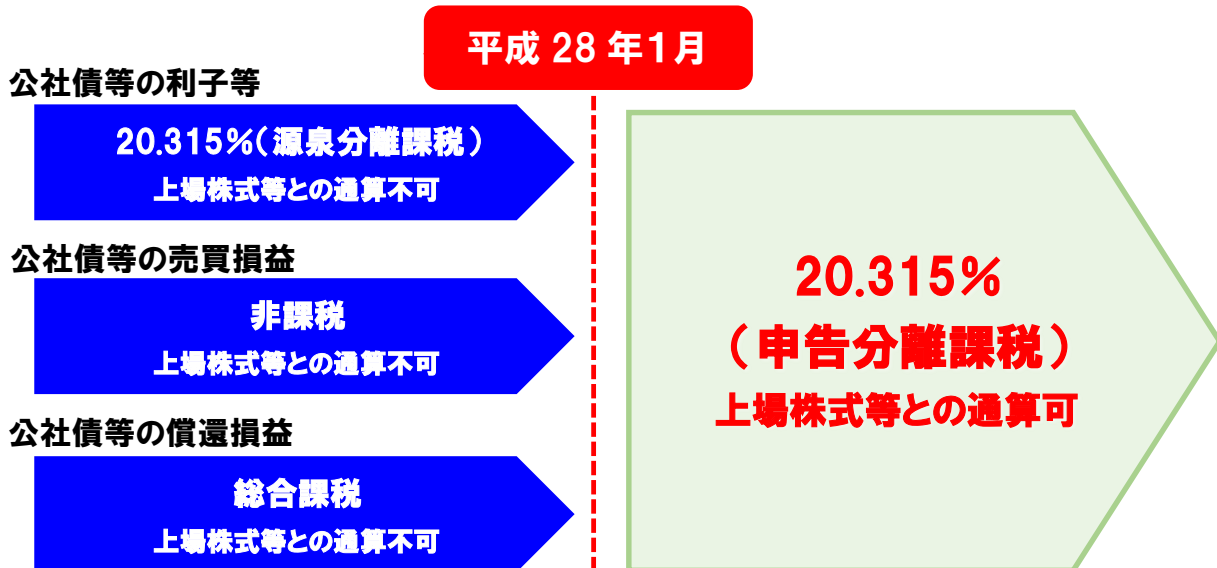 平成 28 年1月
公社債等の利子等
20.315%(源泉分離課税)
上場株式等との通算不可
公社債等の売買損益
非課税
上場株式等との通算不可
公社債等の償還損益
総合課税
上場株式等との通算不可
20.315%
(申告分離課税)
上場株式等との通算可